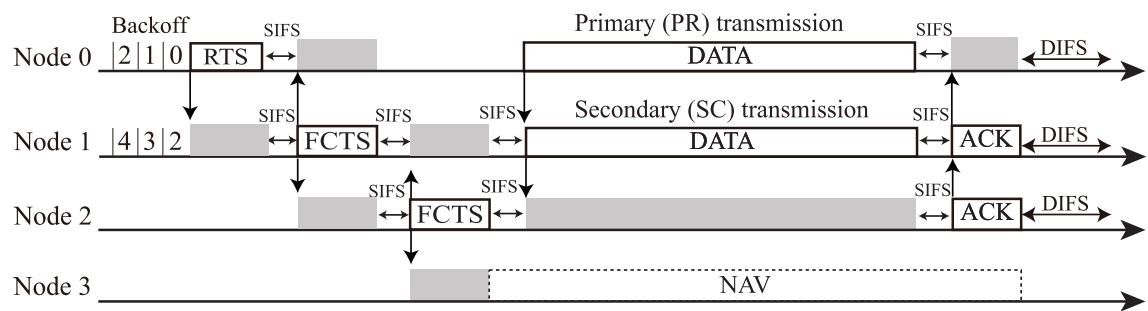 Backoff
Primary (PR) transmission
Node 0 2 1 0 RTS SIFS DATA SIFS DIFS
Secondary (SC) transmission
Node 1 4 3 2 SIFS FCTS SIFS SIFS DATA SIFS ACK DIFS
Node 2 SIFS FCTS SIFS SIFS ACK DIFS
Node 3 NAV